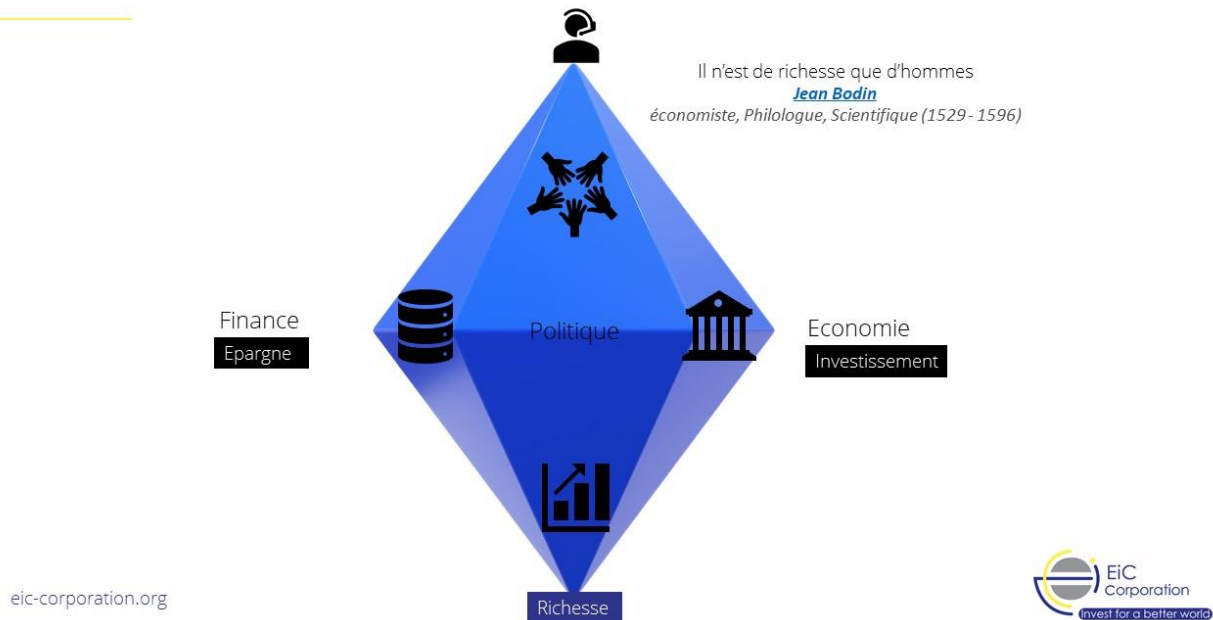 Il n'est de richesse que d'hommes
Jean Bodin
économiste, Philologue, Scientifique (1529 - 1596)
Finance
Epargne
Politique
Economie
Investissement
Richesse
eic-corporation.org
EiC
Corporation
Invest for a better world